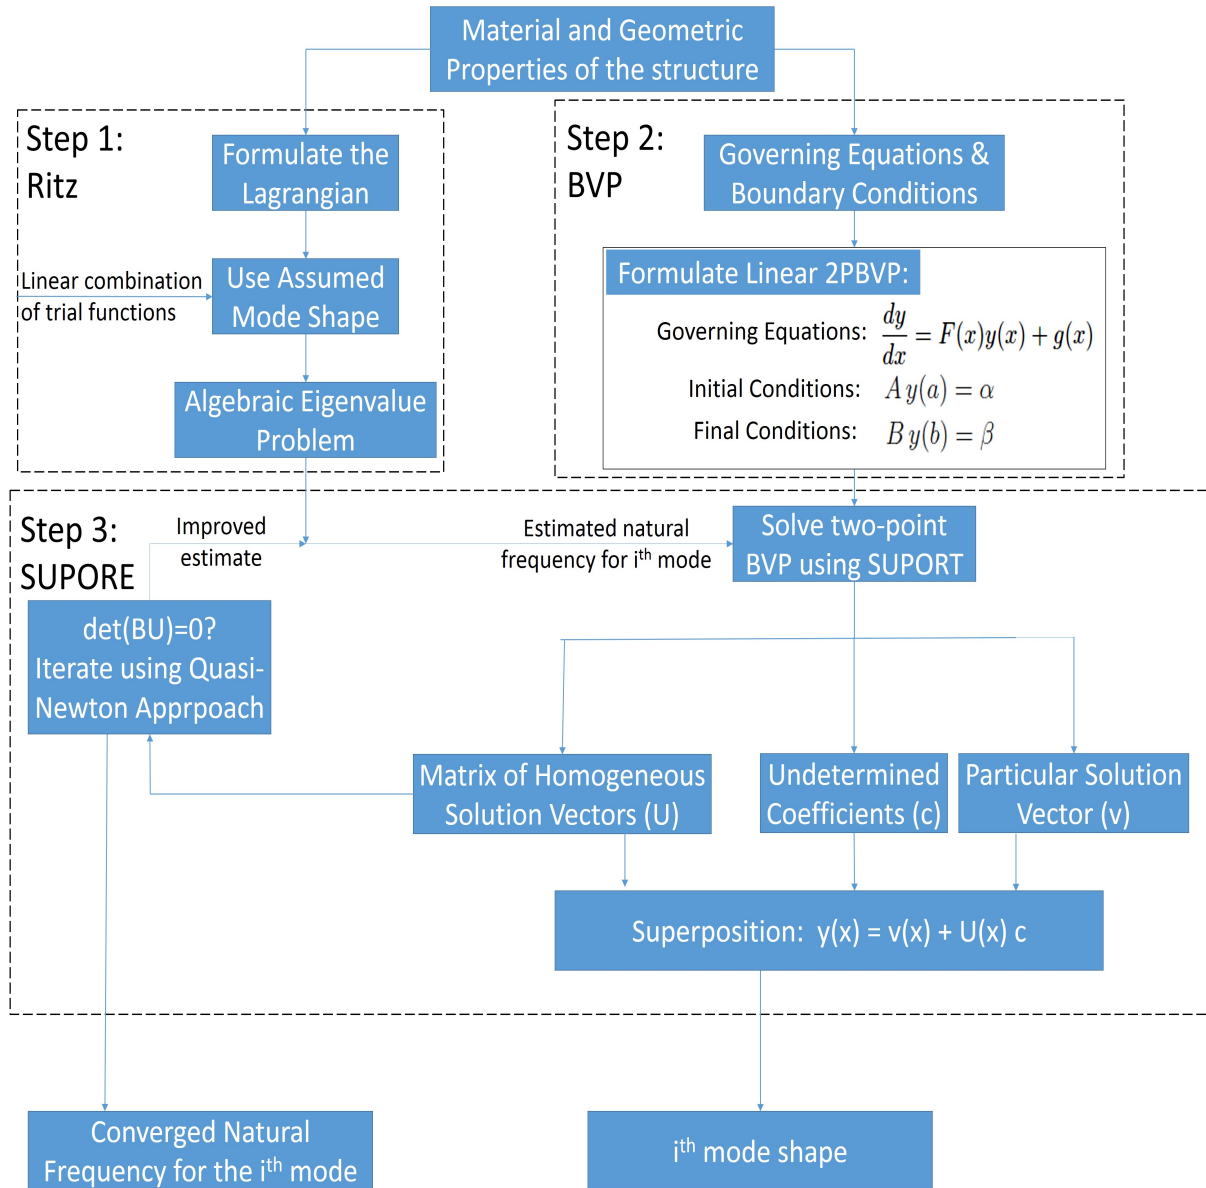 Material and Geometric
Properties of the structure
Step 1:
Ritz
Formulate the
Lagrangian
Linear combination
of trial functions
Use Assumed
Mode Shape
Algebraic Eigenvalue
Problem
Step 2:
BVP
Governing Equations &
Boundary Conditions
Formulate Linear 2PBVP:
Governing Equations: dy/dx = F(x)y(x) + g(x)
Initial Conditions: A y(a) = α
Final Conditions: B y(b) = β
Step 3:
SUPORE
Improved
estimate
Estimated natural
frequency for iᵗʰ mode
Solve two-point
BVP using SUPORT
det(BU)=0?
Iterate using Quasi-
Newton Apprpoach
Matrix of Homogeneous
Solution Vectors (U)
Undetermined
Coefficients (c)
Particular Solution
Vector (v)
Superposition: y(x) = v(x) + U(x) c
Converged Natural
Frequency for the iᵗʰ mode
iᵗʰ mode shape